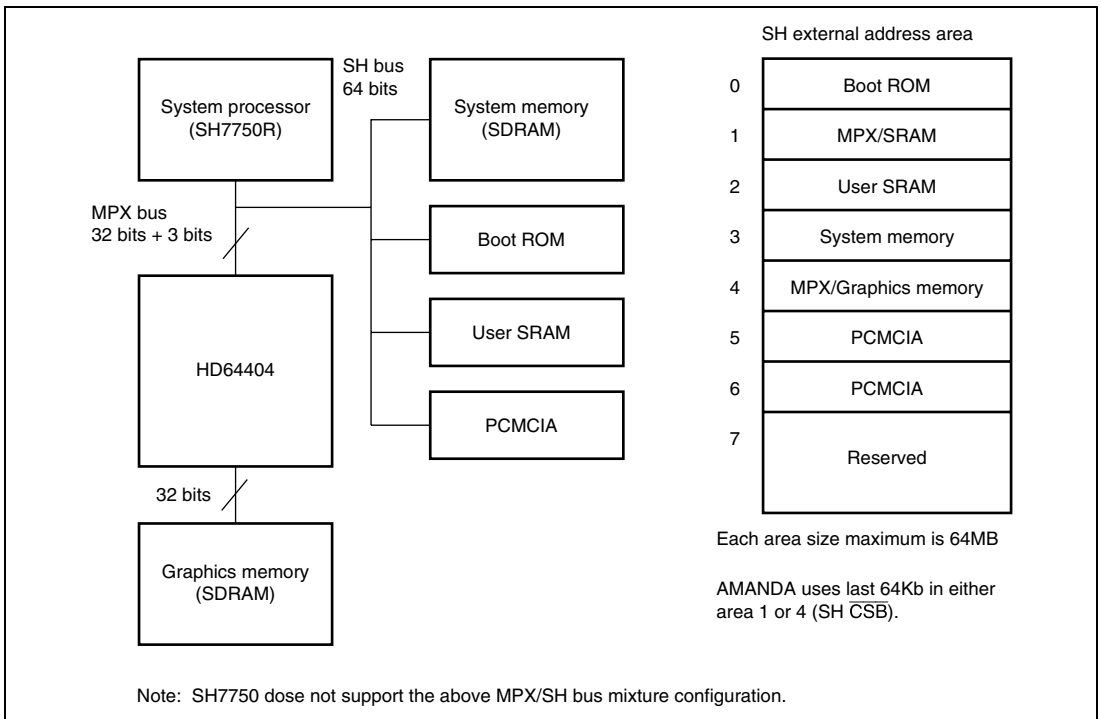 System processor
(SH7750R)
SH bus
64 bits
System memory
(SDRAM)
MPX bus
32 bits + 3 bits
Boot ROM
User SRAM
HD64404
PCMCIA
32 bits
Graphics memory
(SDRAM)
SH external address area
0 Boot ROM
1 MPX/SRAM
2 User SRAM
3 System memory
4 MPX/Graphics memory
5 PCMCIA
6 PCMCIA
7 Reserved
Each area size maximum is 64MB
AMANDA uses last 64Kb in either
area 1 or 4 (SH CSB).
Note: SH7750 dose not support the above MPX/SH bus mixture configuration.